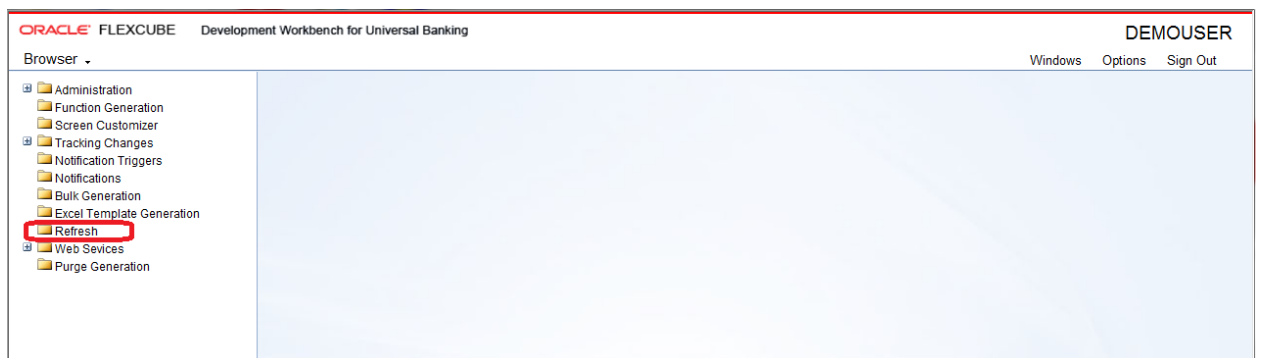 ORACLE® FLEXCUBE Development Workbench for Universal Banking DEMOUSER
Browser Windows Options Sign Out
Administration
Function Generation
Screen Customizer
Tracking Changes
Notification Triggers
Notifications
Bulk Generation
Excel Template Generation
Refresh
Web Sevices
Purge Generation